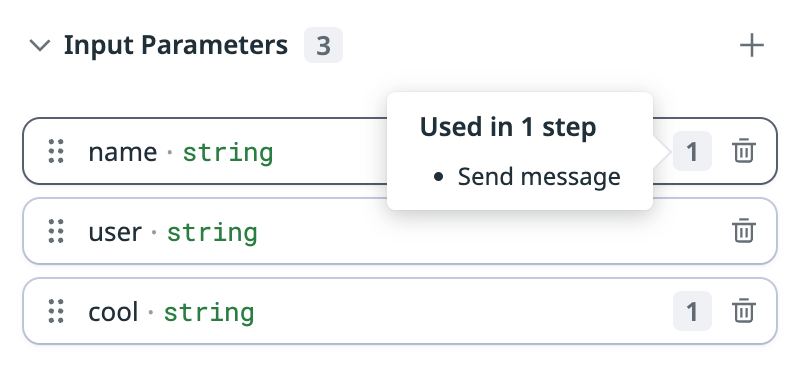 Input Parameters 3
Used in 1 step
name · string 1
• Send message
user · string
cool · string 1